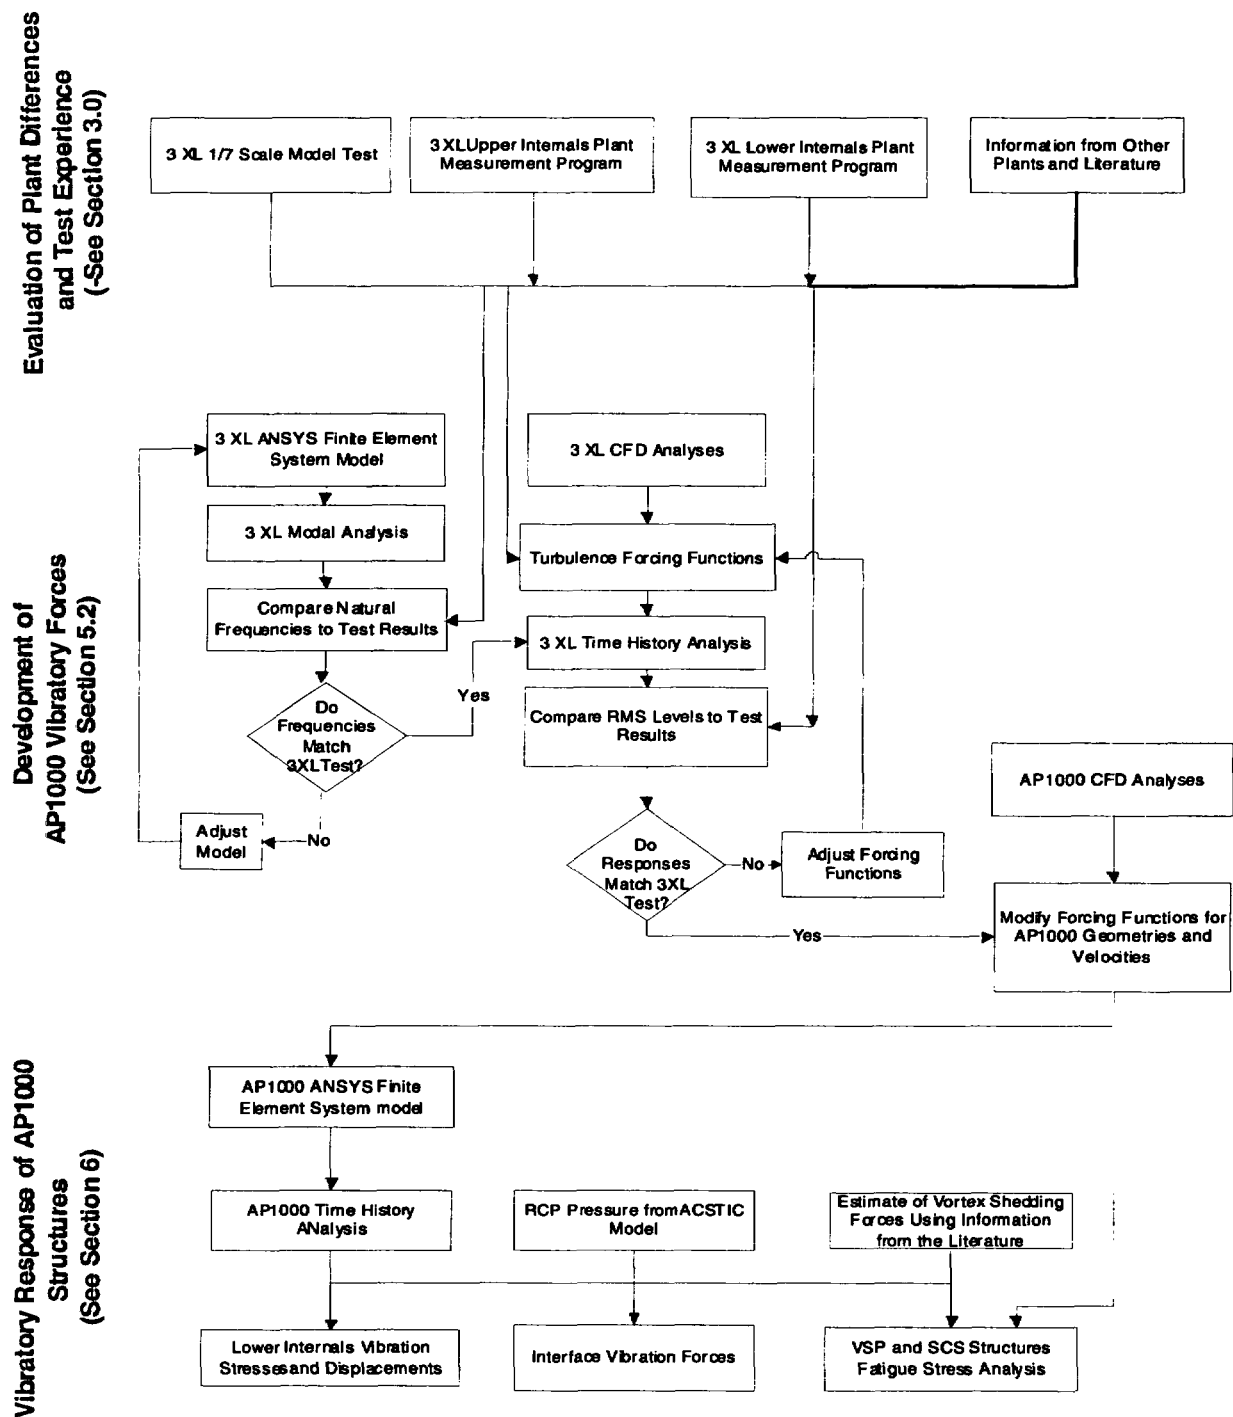 Evaluation of Plant Differences
and Test Experience
(-See Section 3.0)
3 XL 1/7 Scale Model Test
3 XL Upper Internals Plant
Measurement Program
3 XL Lower Internals Plant
Measurement Program
Information from Other
Plants and Literature
Development of
AP1000 Vibratory Forces
(See Section 5.2)
3 XL ANSYS Finite Element
System Model
3 XL Modal Analysis
Compare Natural
Frequencies to Test Results
Do
Frequencies
Match
3XL Test?
Yes
No
Adjust
Model
3 XL CFD Analyses
Turbulence Forcing Functions
3 XL Time History Analysis
Compare RMS Levels to Test
Results
Do
Responses
Match 3XL
Test?
No
Adjust Forcing
Functions
Yes
AP1000 CFD Analyses
Modify Forcing Functions for
AP1000 Geometries and
Velocities
Vibratory Response of AP1000
Structures
(See Section 6)
AP1000 ANSYS Finite
Element System model
AP1000 Time History
ANalysis
RCP Pressure from ACSTIC
Model
Estimate of Vortex Shedding
Forces Using Information
from the Literature
Lower Internals Vibration
Stresses and Displacements
Interface Vibration Forces
VSP and SCS Structures
Fatigue Stress Analysis